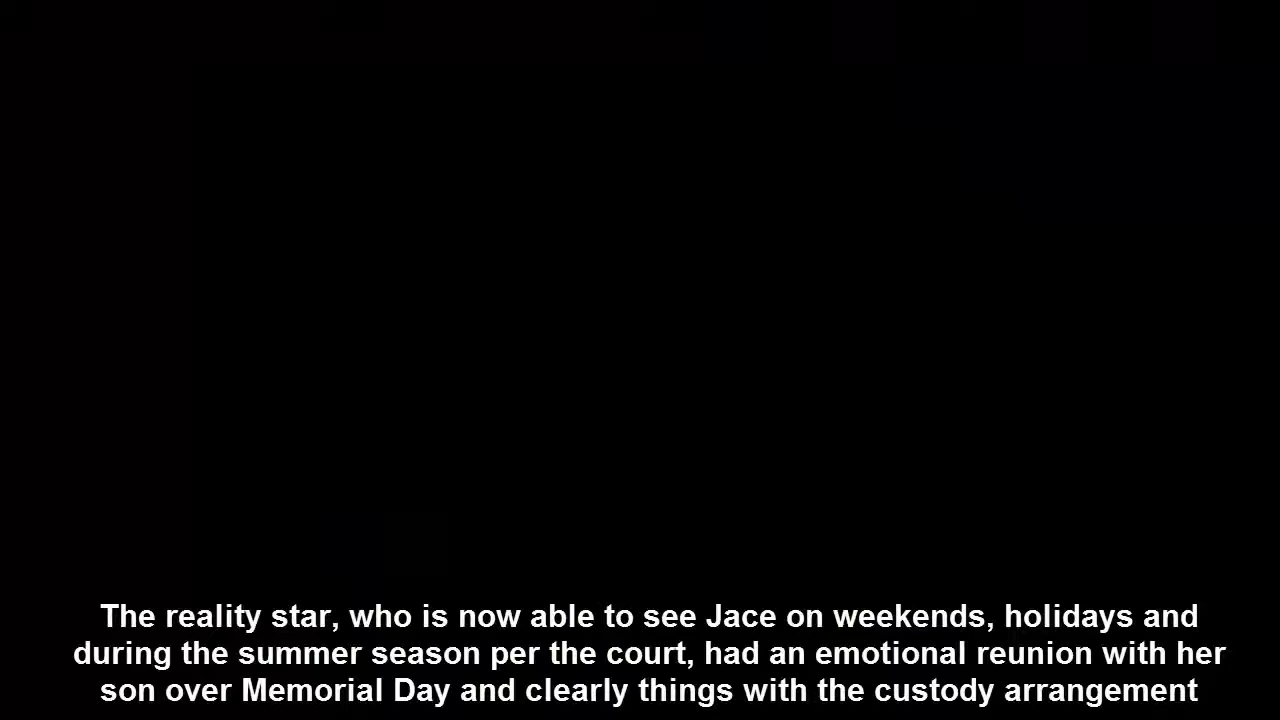 The reality star, who is now able to see Jace on weekends, holidays and
during the summer season per the court, had an emotional reunion with her
son over Memorial Day and clearly things with the custody arrangement